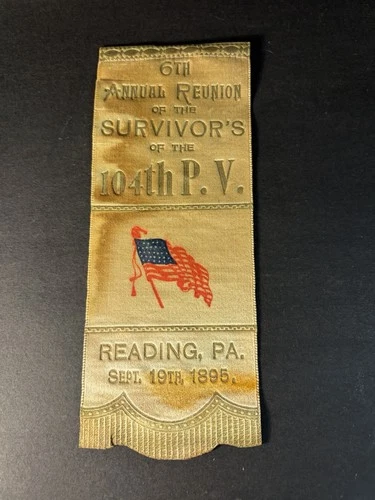 6TH
ANNUAL REUNION
OF THE
SURVIVOR'S
OF THE
104th P. V.
READING, PA.
SEPT. 19TH, 1895.